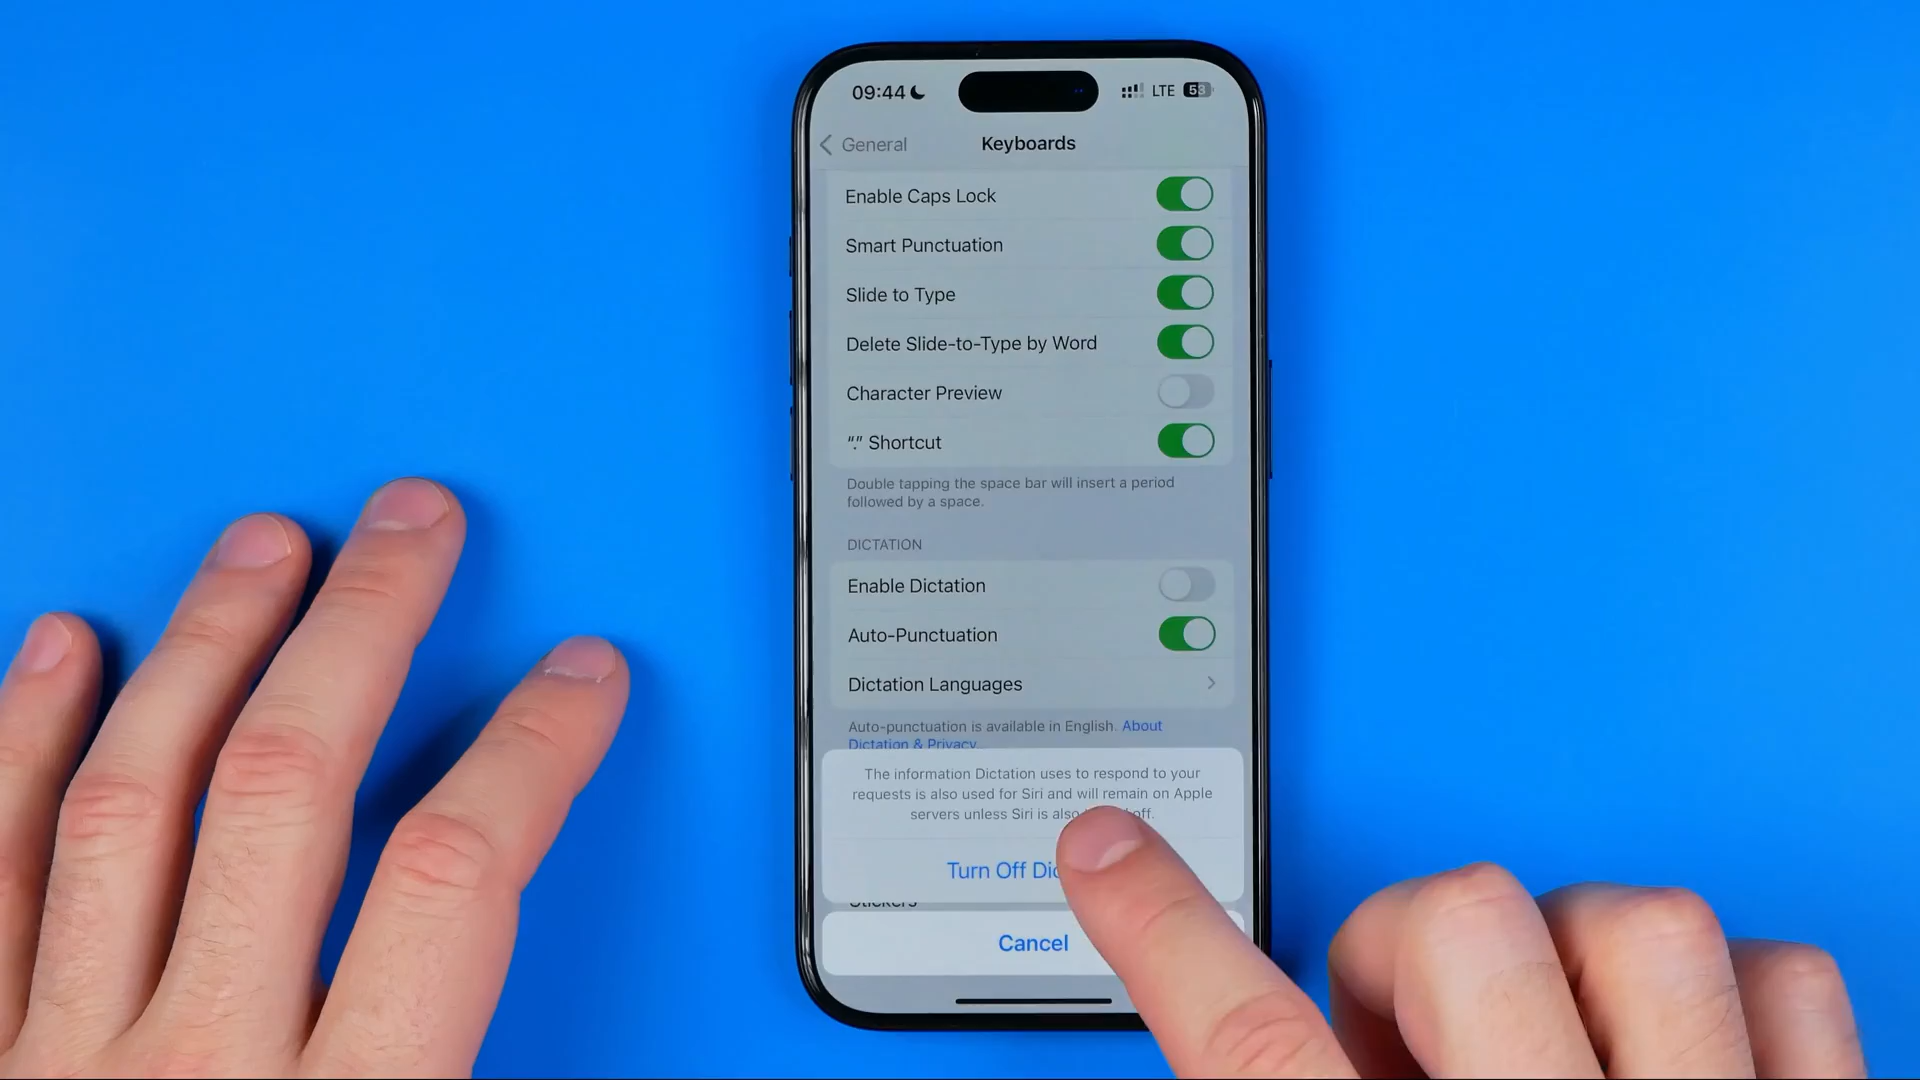 09:44
LTE 53
General
Keyboards
Enable Caps Lock
Smart Punctuation
Slide to Type
Delete Slide-to-Type by Word
Character Preview
“.” Shortcut
Double tapping the space bar will insert a period
followed by a space.
DICTATION
Enable Dictation
Auto-Punctuation
Dictation Languages
Auto-punctuation is available in English. About
Dictation & Privacy...
The information Dictation uses to respond to your
requests is also used for Siri and will remain on Apple
servers unless Siri is also off.
Turn Off Dic
Stickers
Cancel